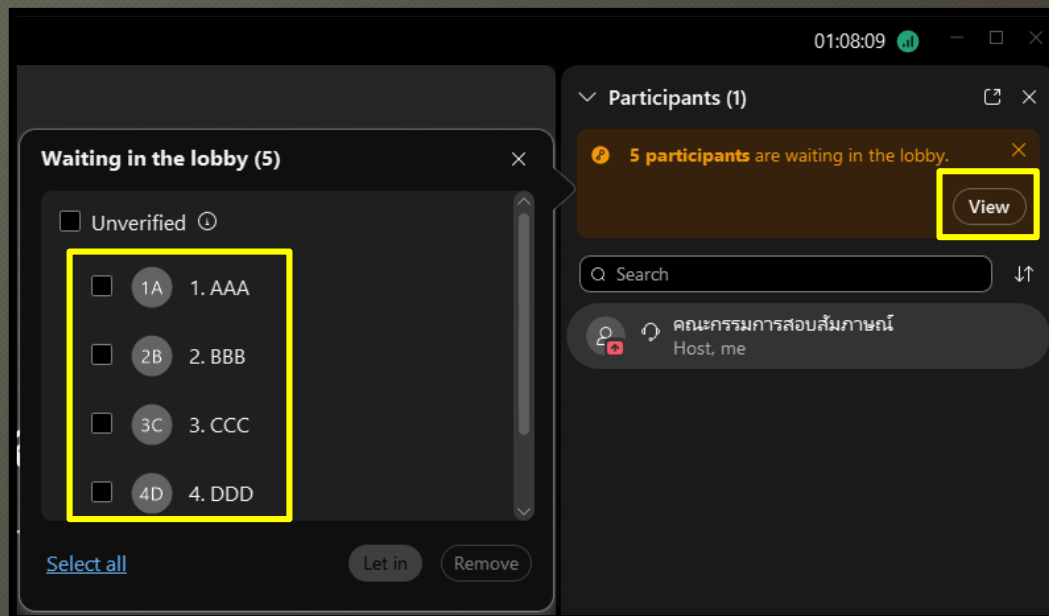 01:08:09
Participants (1)
5 participants are waiting in the lobby.
View
Search
คณะกรรมการสอบสัมภาษณ์
Host, me
Waiting in the lobby (5)
Unverified
1A 1. AAA
2B 2. BBB
3C 3. CCC
4D 4. DDD
Select all
Let in
Remove